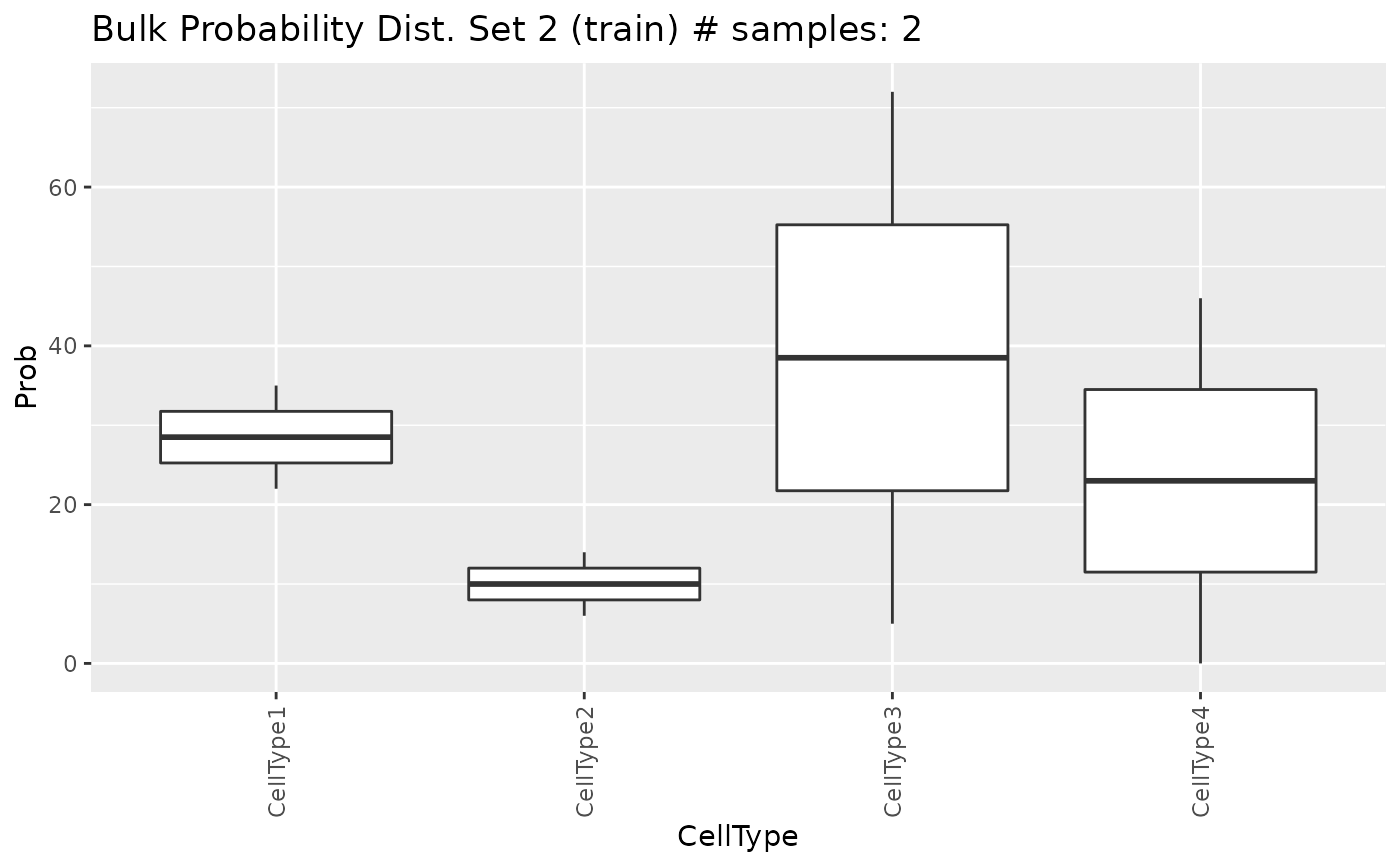 Bulk Probability Dist. Set 2 (train) # samples: 2
Prob
60
40
20
0
CellType1
CellType2
CellType3
CellType4
CellType